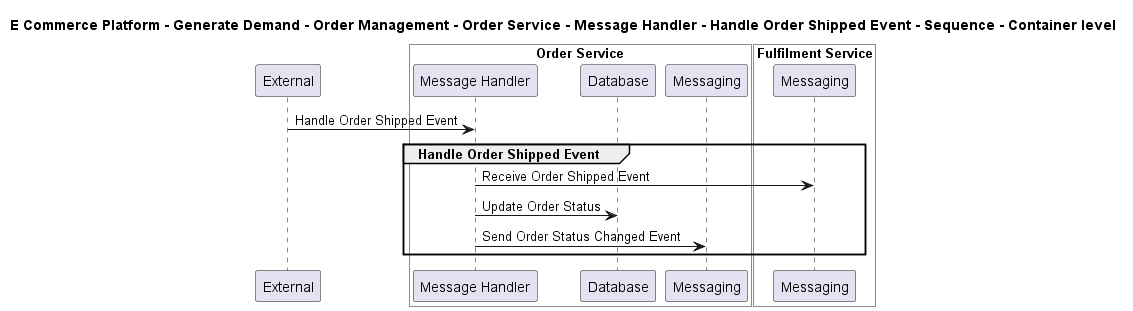 E Commerce Platform - Generate Demand - Order Management - Order Service - Message Handler - Handle Order Shipped Event - Sequence - Container level
Order Service
Fulfilment Service
External
Message Handler
Database
Messaging
Messaging
Handle Order Shipped Event
Handle Order Shipped Event
Receive Order Shipped Event
Update Order Status
Send Order Status Changed Event
External
Message Handler
Database
Messaging
Messaging